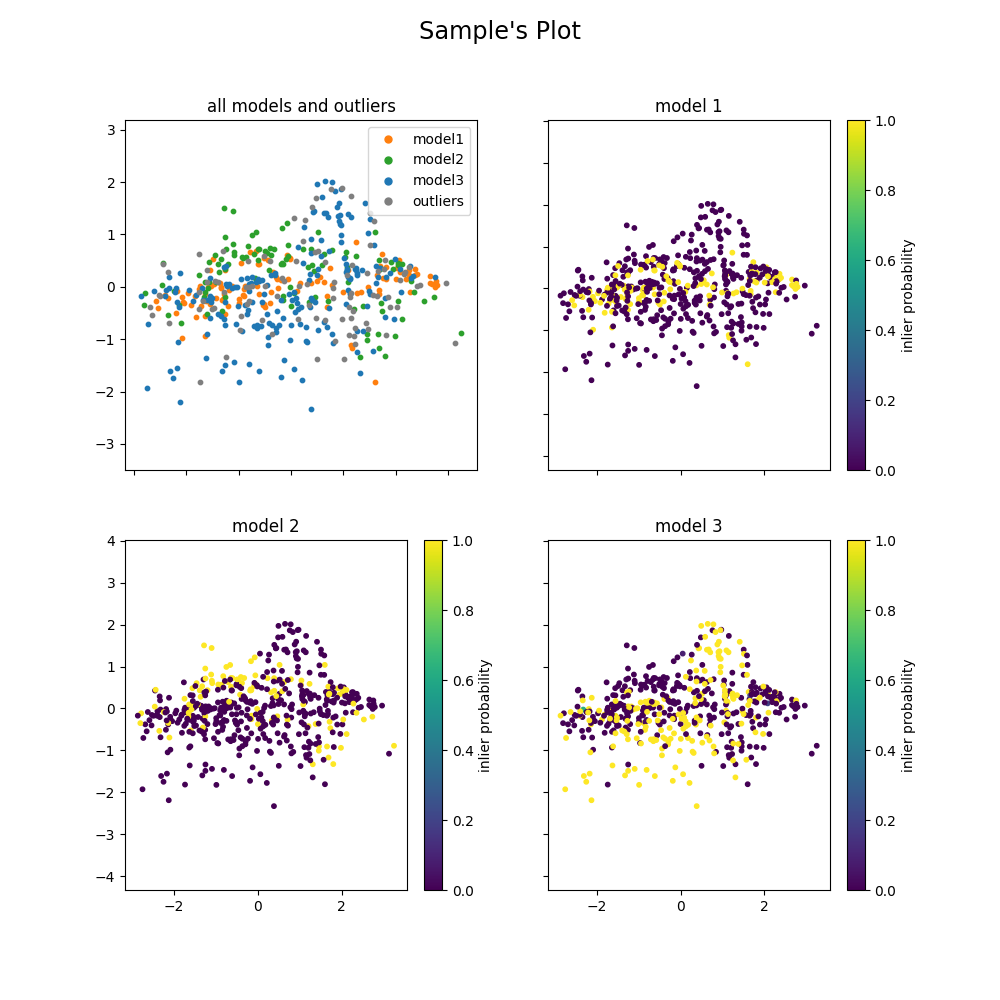 Sample's Plot
all models and outliers
3
2
1
0
−1
−2
−3
model1
model2
model3
outliers
model 1
1.0
0.8
0.6
0.4
0.2
0.0
inlier probability
model 2
4
3
2
1
0
−1
−2
−3
−4
−2 0 2
1.0
0.8
0.6
0.4
0.2
0.0
inlier probability
model 3
−2 0 2
1.0
0.8
0.6
0.4
0.2
0.0
inlier probability